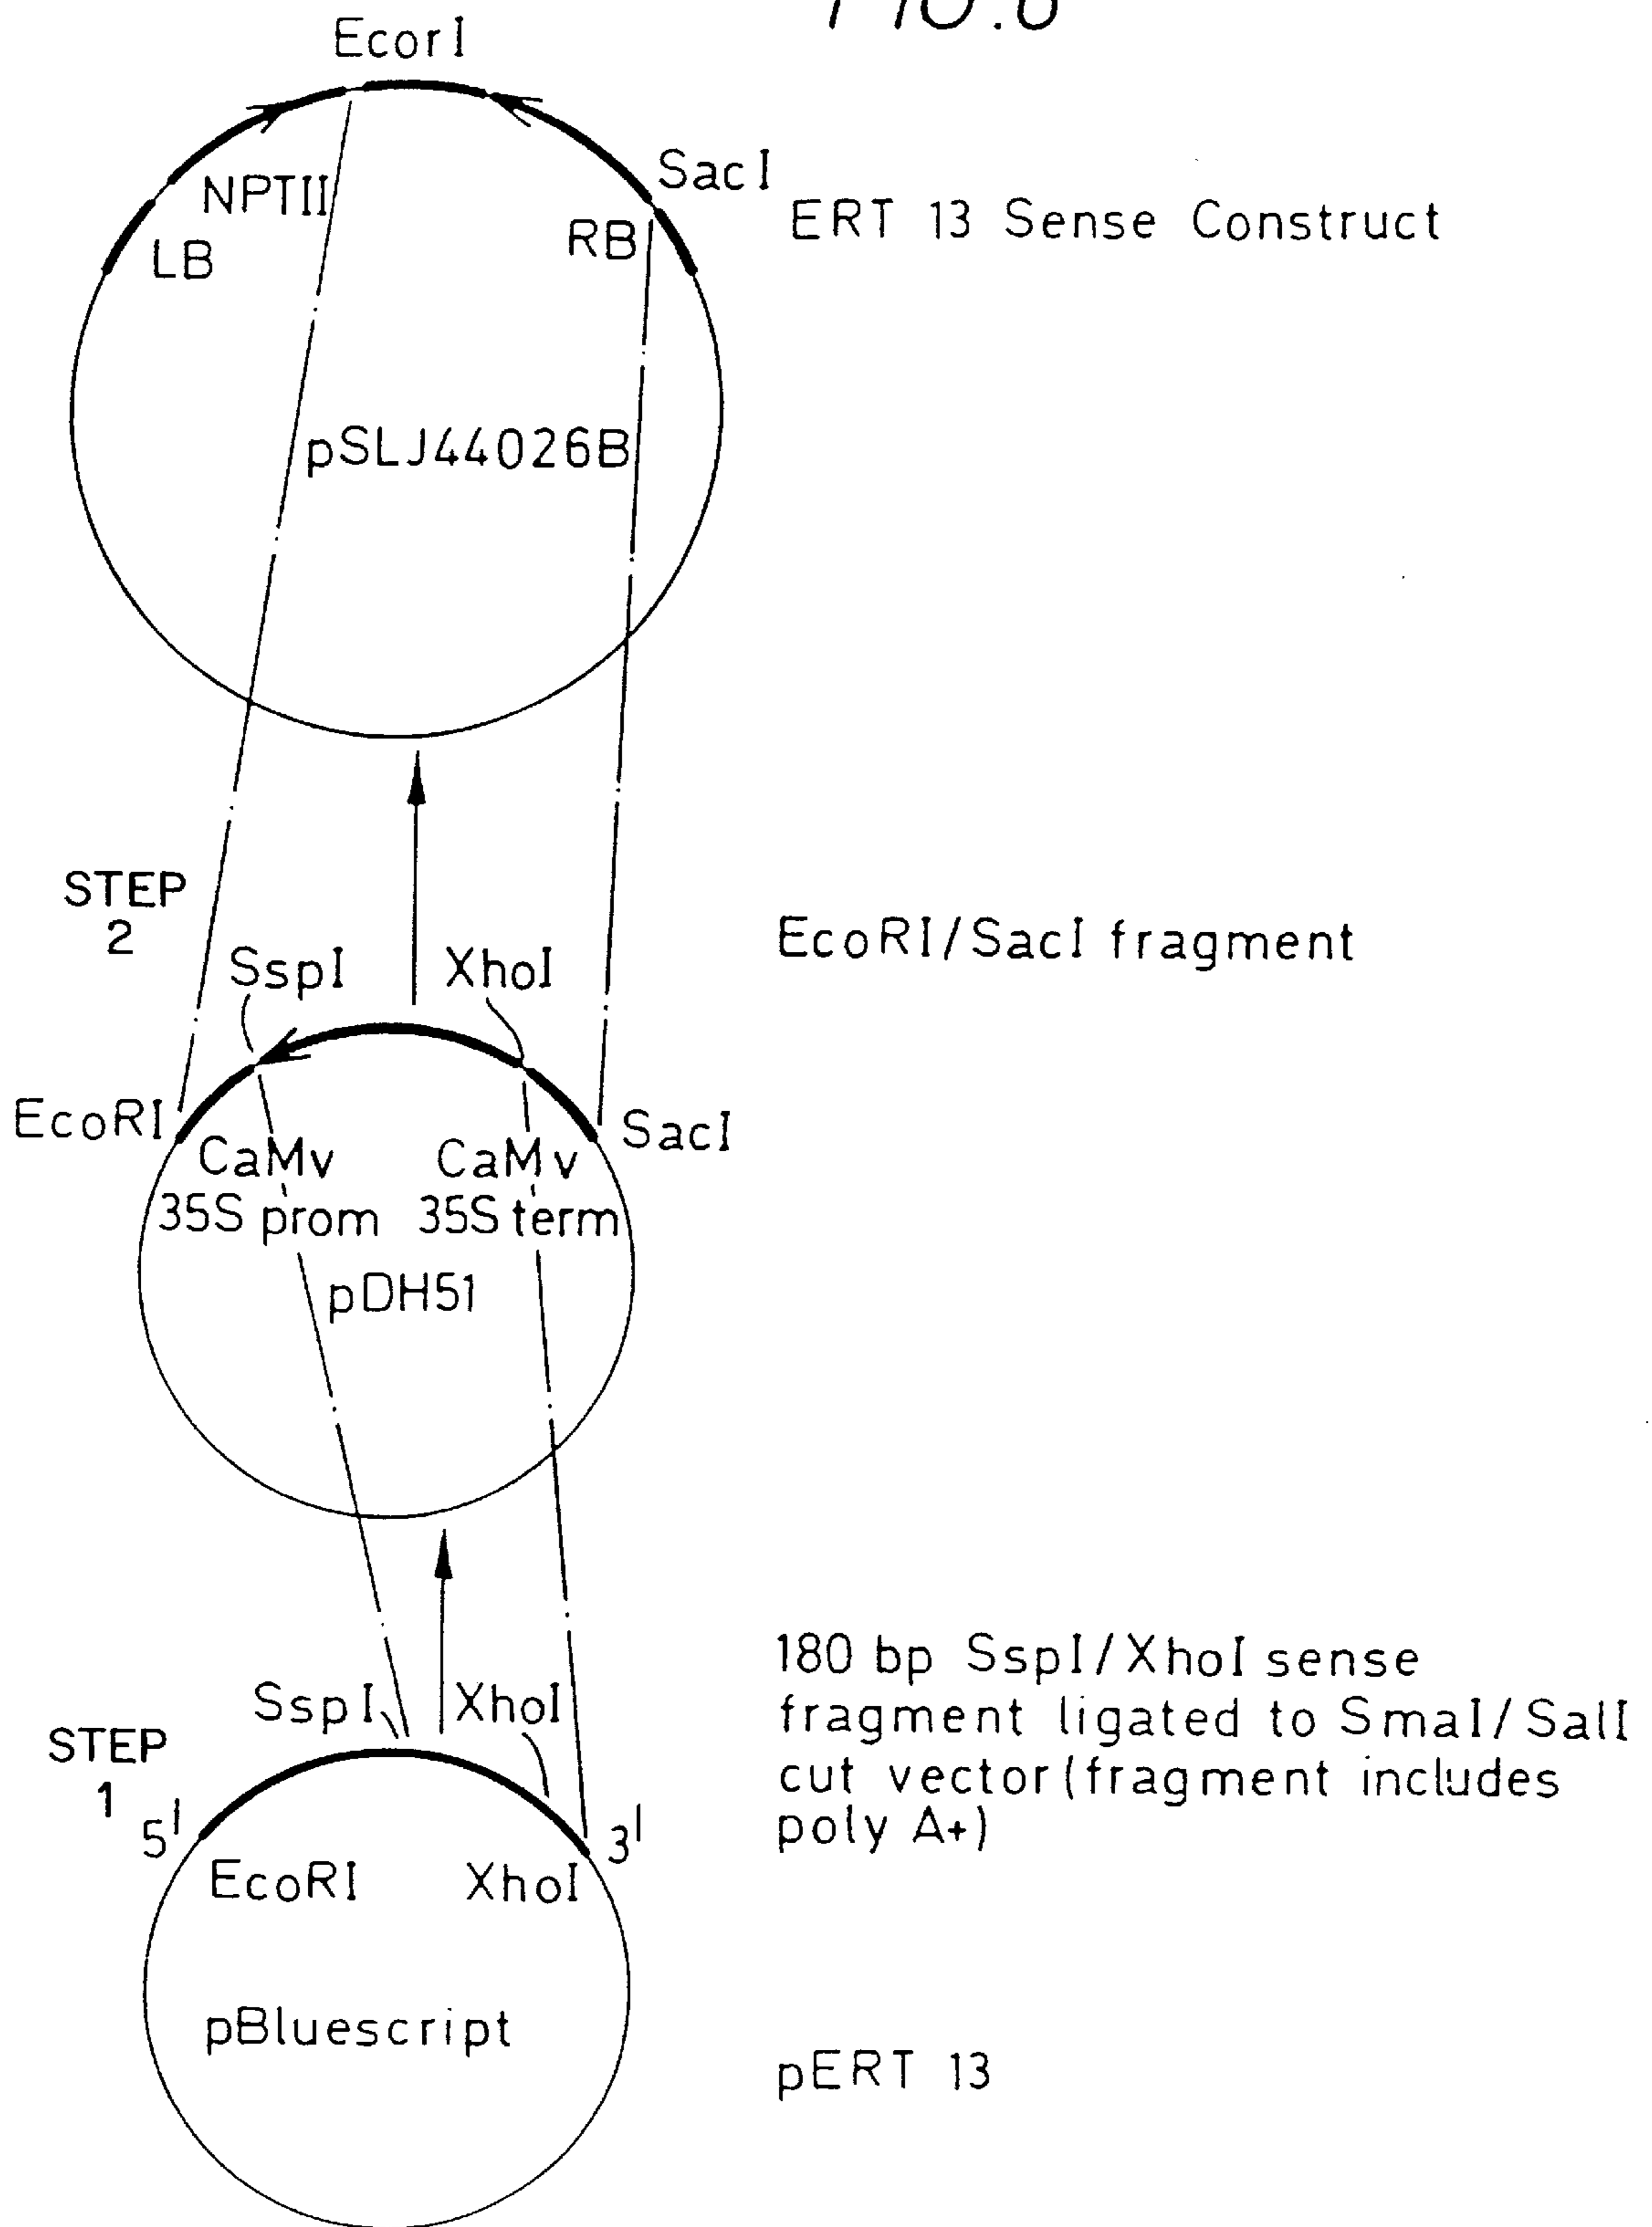 FIG.6
EcorI
SacI
NPTII
ERT 13 Sense Construct
RB
LB
pSLJ44026B
STEP
2
EcoRI/SacI fragment
SspI
XhoI
EcoRI
SacI
CaMv
35S prom
CaMv
35S term
pDH51
180 bp SspI/XhoI sense
fragment ligated to SmaI/SalI
cut vector (fragment includes
poly A+)
SspI
XhoI
STEP
1
5'
3'
EcoRI
XhoI
pBluescript
pERT 13